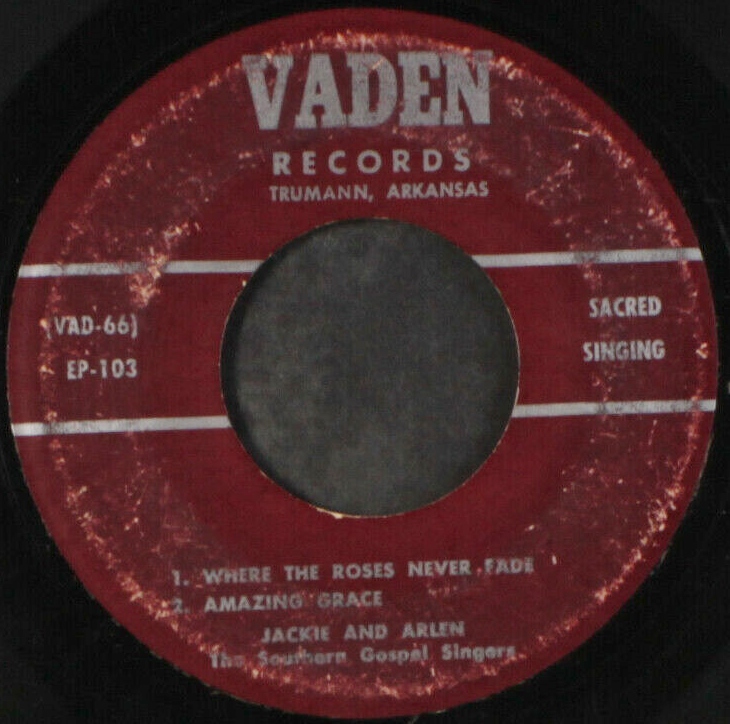 VADEN
RECORDS
TRUMANN, ARKANSAS
(VAD-66)
EP-103
SACRED
SINGING
1. WHERE THE ROSES NEVER FADE
2. AMAZING GRACE
JACKIE AND ARLEN
The Southern Gospel Singers